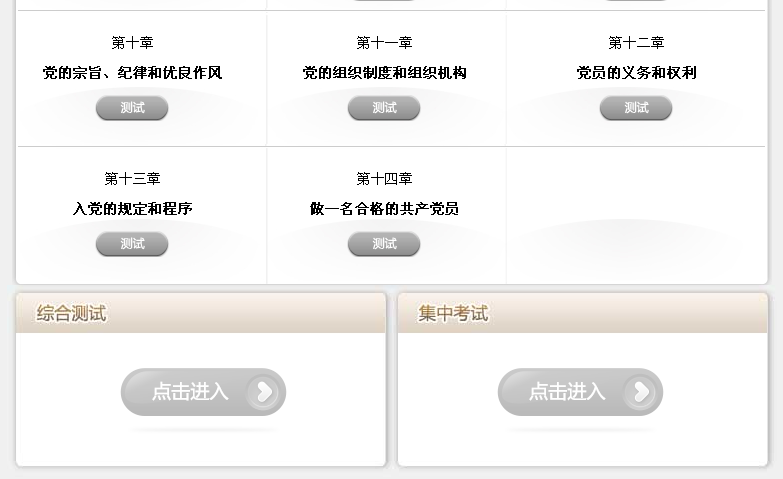 第十章
党的宗旨、纪律和优良作风
测试
第十一章
党的组织制度和组织机构
测试
第十二章
党员的义务和权利
测试
第十三章
入党的规定和程序
测试
第十四章
做一名合格的共产党员
测试
综合测试
点击进入
集中考试
点击进入